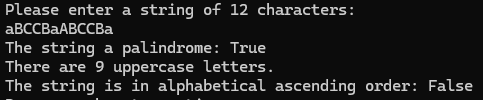 Please enter a string of 12 characters:
aBCCBaABCCBa
The string a palindrome: True
There are 9 uppercase letters.
The string is in alphabetical ascending order: False